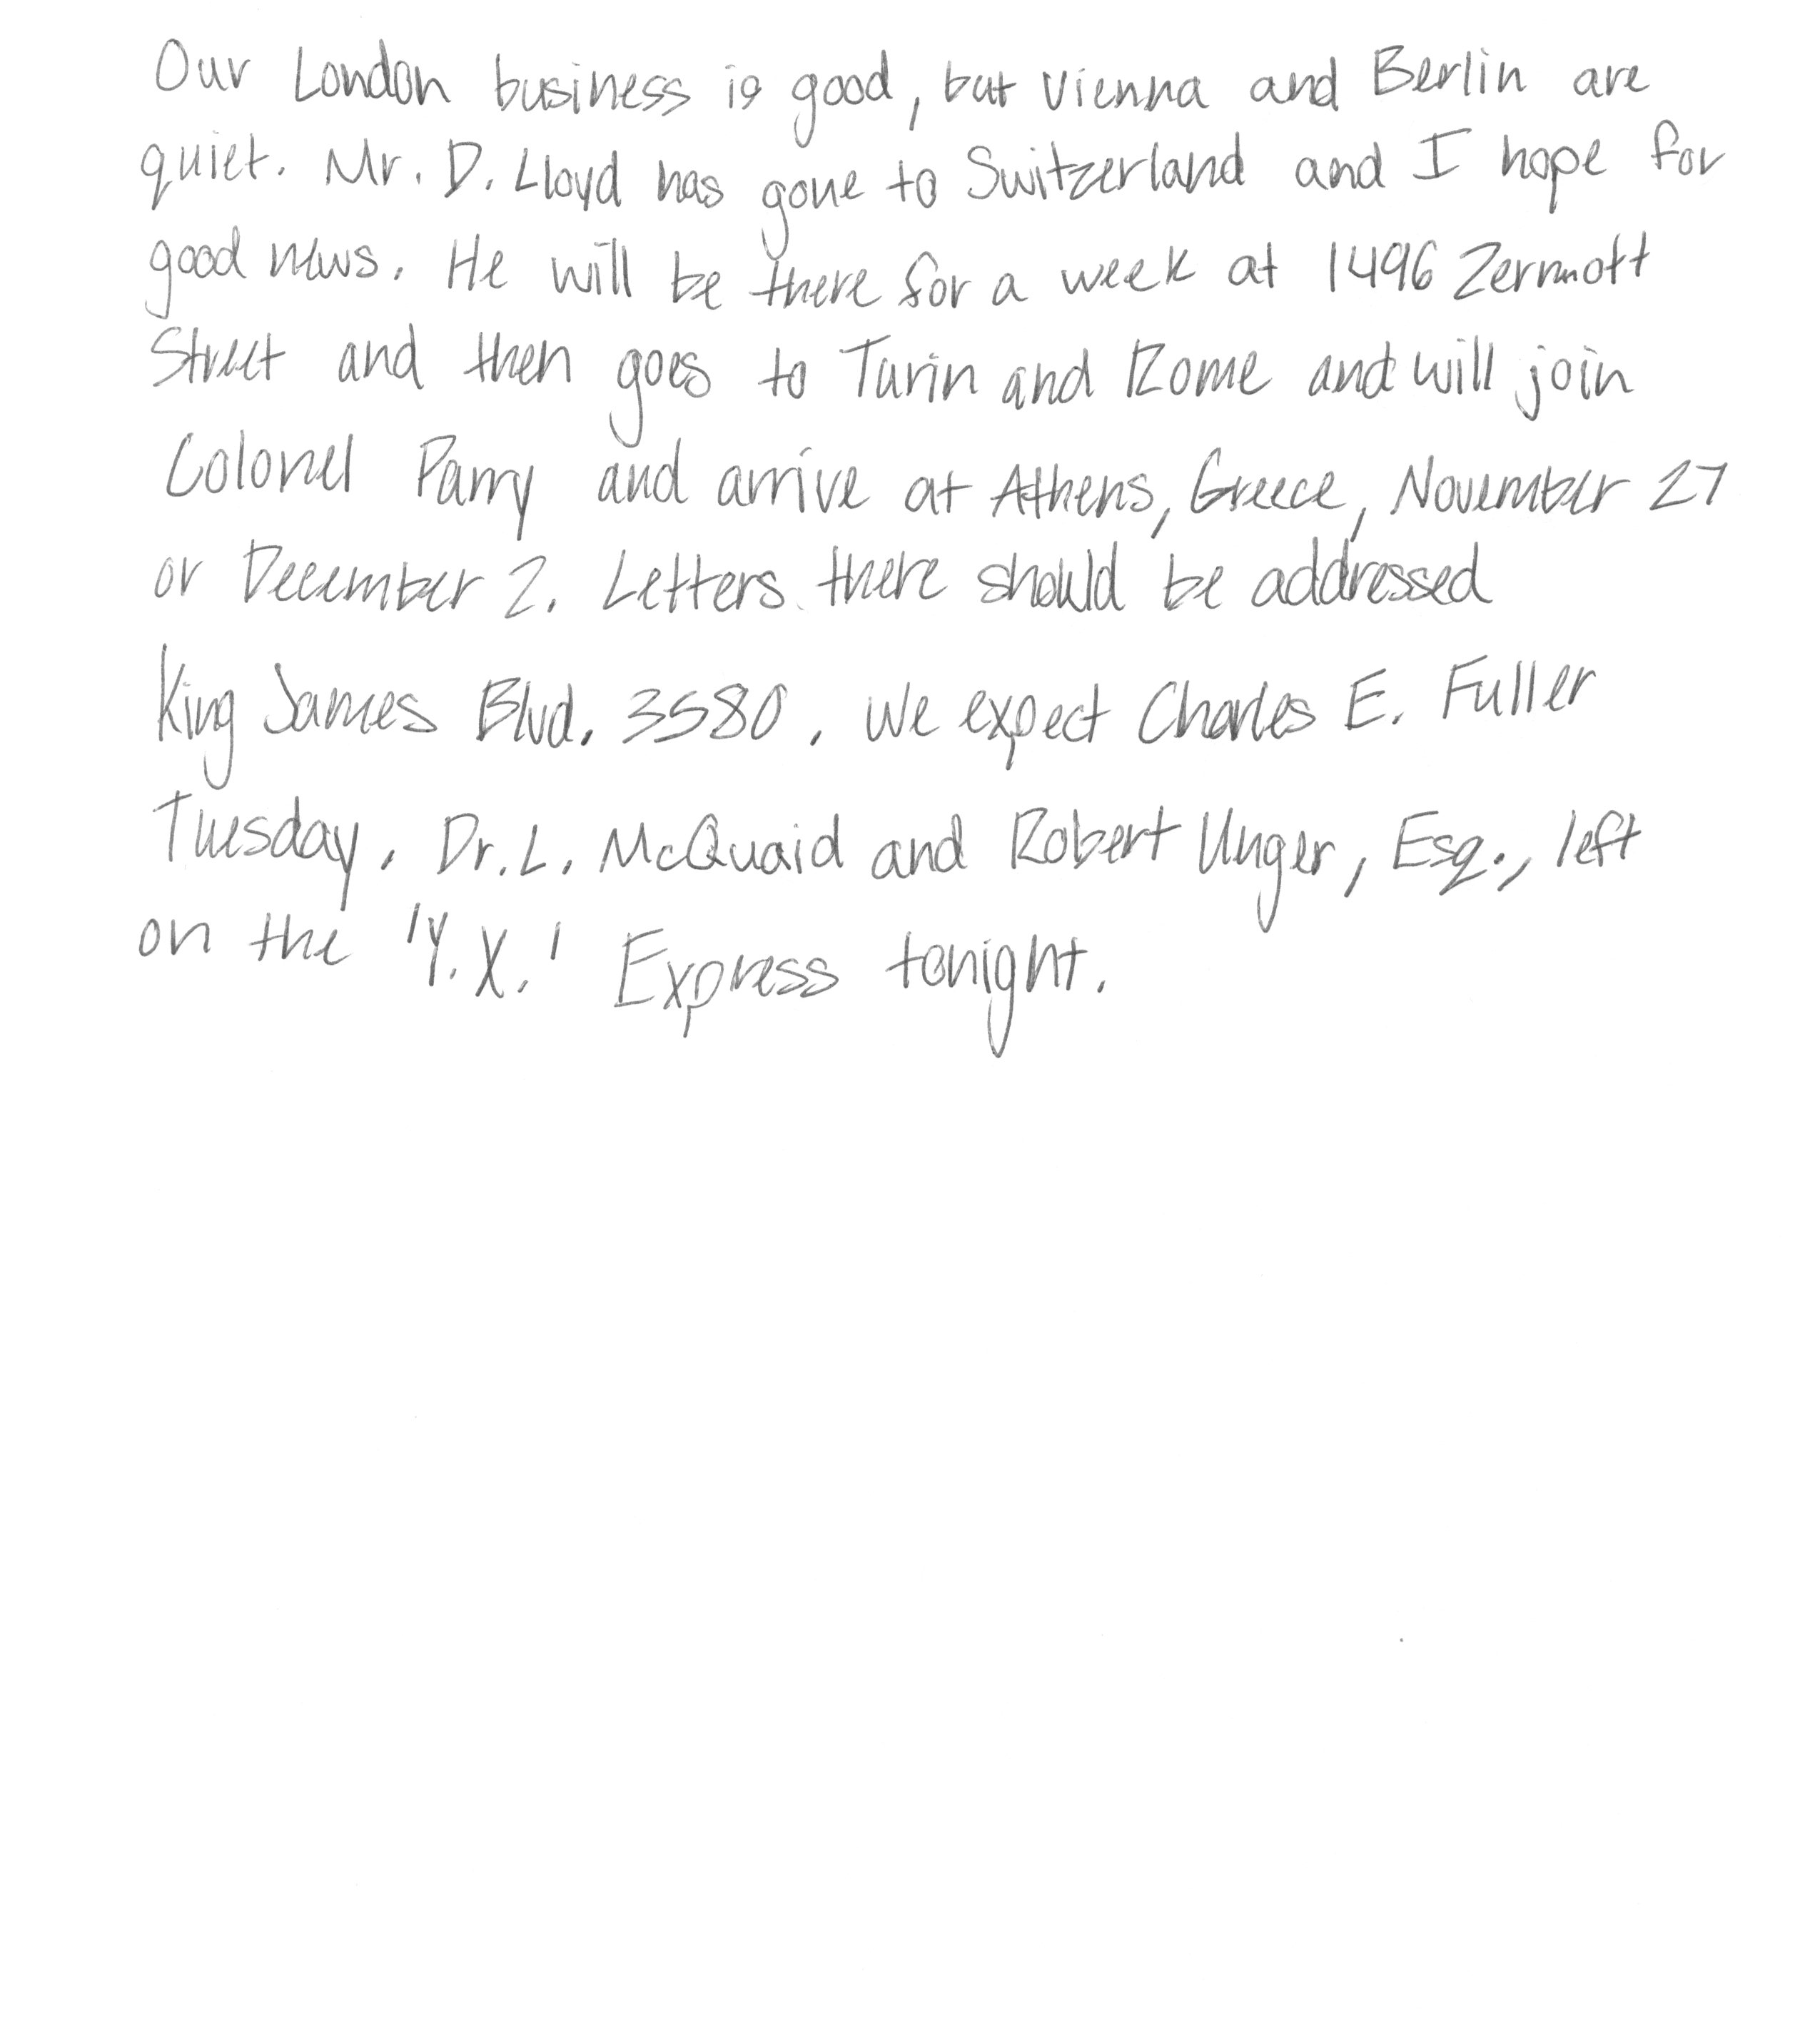 Our London business is good, but Vienna and Berlin are
quiet. Mr. D. Lloyd has gone to Switzerland and I hope for
good news. He will be there for a week at 1496 Zermott
Street and then goes to Turin and Rome and will join
Colonel Parry and arrive at Athens, Greece, November 27
or December 2. Letters there should be addressed
King James Blvd. 3580. We expect Charles E. Fuller
Tuesday. Dr. L. McQuaid and Robert Unger, Esq., left
on the 'Y.X.' Express tonight.